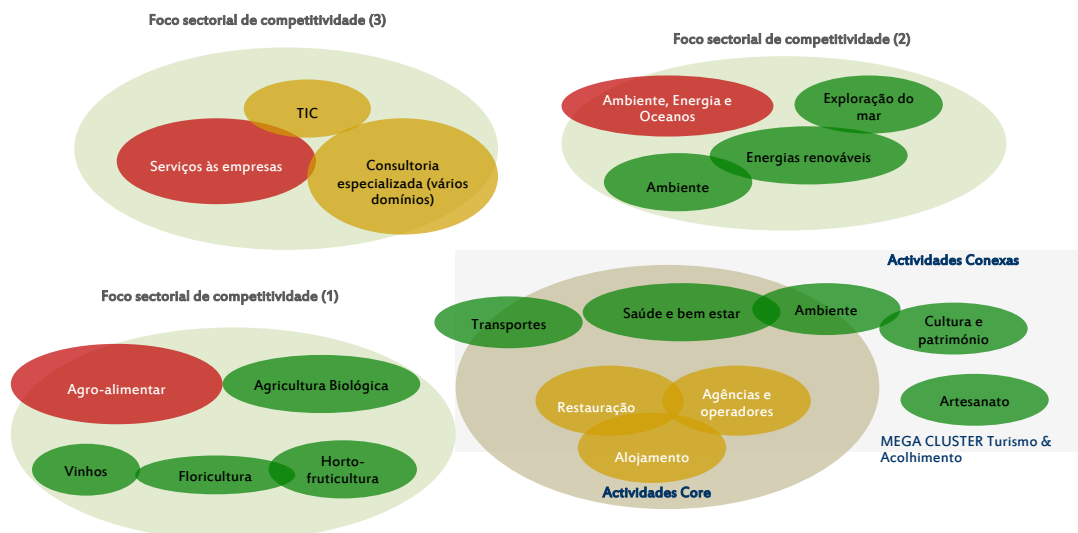 Foco sectorial de competitividade (3)
TIC
Serviços às empresas
Consultoria
especializada (vários
domínios)
Foco sectorial de competitividade (2)
Ambiente, Energia e
Oceanos
Exploração do
mar
Energias renováveis
Ambiente
Foco sectorial de competitividade (1)
Agro-alimentar
Agricultura Biológica
Vinhos
Floricultura
Horto-
fruticultura
Actividades Conexas
Transportes
Saúde e bem estar
Ambiente
Cultura e
património
Restauração
Agências e
operadores
Artesanato
Alojamento
MEGA CLUSTER Turismo &
Acolhimento
Actividades Core